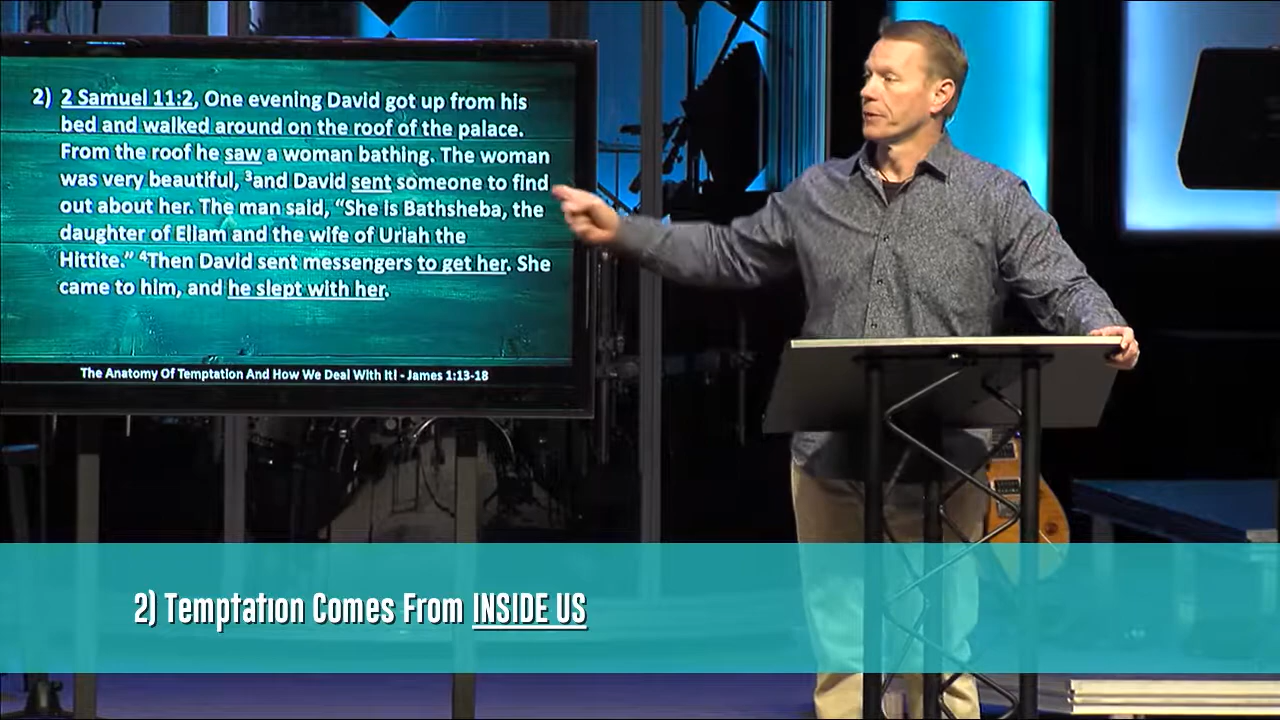 2) 2 Samuel 11:2, One evening David got up from his
bed and walked around on the roof of the palace.
From the roof he saw a woman bathing. The woman
was very beautiful, ³and David sent someone to find
out about her. The man said, “She is Bathsheba, the
daughter of Eliam and the wife of Uriah the
Hittite.” ⁴Then David sent messengers to get her. She
came to him, and he slept with her.
The Anatomy Of Temptation And How We Deal With It! - James 1:13-18
2) Temptation Comes From INSIDE US